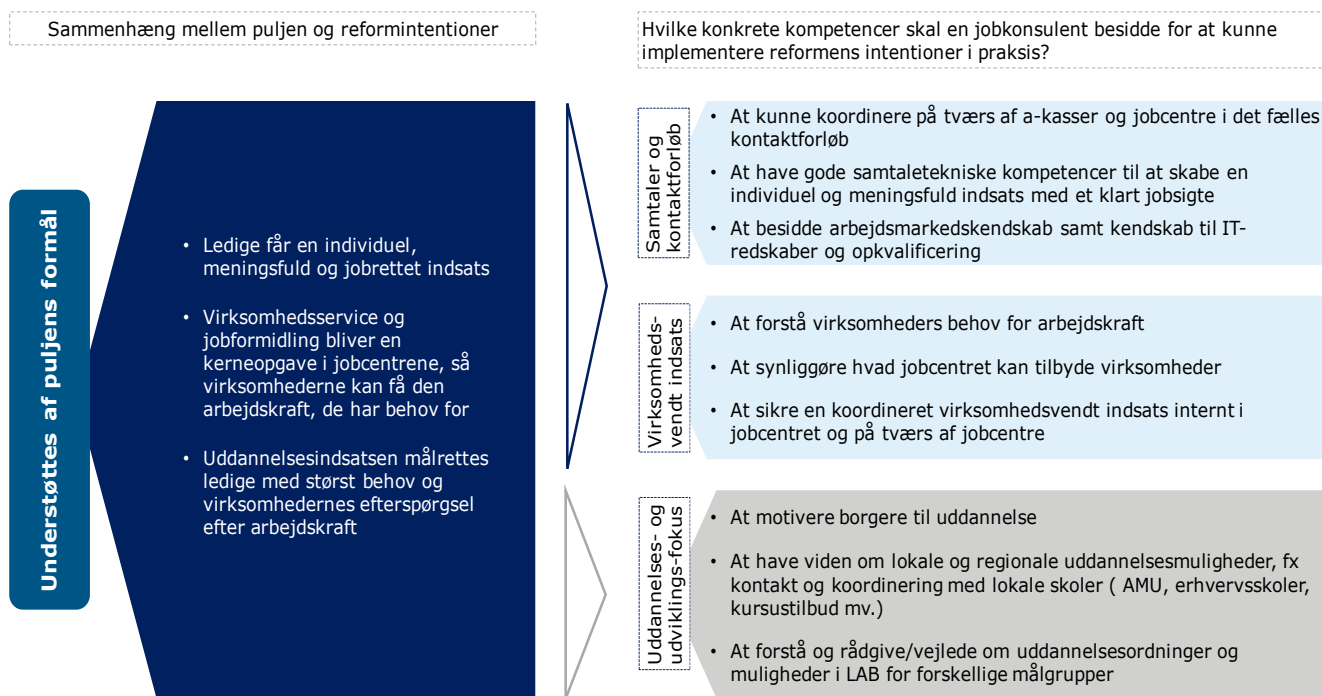 Sammenhæng mellem puljen og reformintentioner
Hvilke konkrete kompetencer skal en jobkonsulent besidde for at kunne
implementere reformens intentioner i praksis?
Understøttes af puljens formål
• Ledige får en individuel,
meningsfuld og jobrettet indsats
• Virksomhedsservice og
jobformidling bliver en
kerneopgave i jobcentrene, så
virksomhederne kan få den
arbejdskraft, de har behov for
• Uddannelsesindsatsen målrettes
ledige med størst behov og
virksomhedernes efterspørgsel
efter arbejdskraft
Samtaler og
kontaktforløb
• At kunne koordinere på tværs af a-kasser og jobcentre i det fælles
kontaktforløb
• At have gode samtaletekniske kompetencer til at skabe en
individuel og meningsfuld indsats med et klart jobsigte
• At besidde arbejdsmarkedskendskab samt kendskab til IT-
redskaber og opkvalificering
Virksomheds-
vendt indsats
• At forstå virksomheders behov for arbejdskraft
• At synliggøre hvad jobcentret kan tilbyde virksomheder
• At sikre en koordineret virksomhedsvendt indsats internt i
jobcentret og på tværs af jobcentre
Uddannelses- og
udviklings-fokus
• At motivere borgere til uddannelse
• At have viden om lokale og regionale uddannelsesmuligheder, fx
kontakt og koordinering med lokale skoler ( AMU, erhvervsskoler,
kursustilbud mv.)
• At forstå og rådgive/vejlede om uddannelsesordninger og
muligheder i LAB for forskellige målgrupper